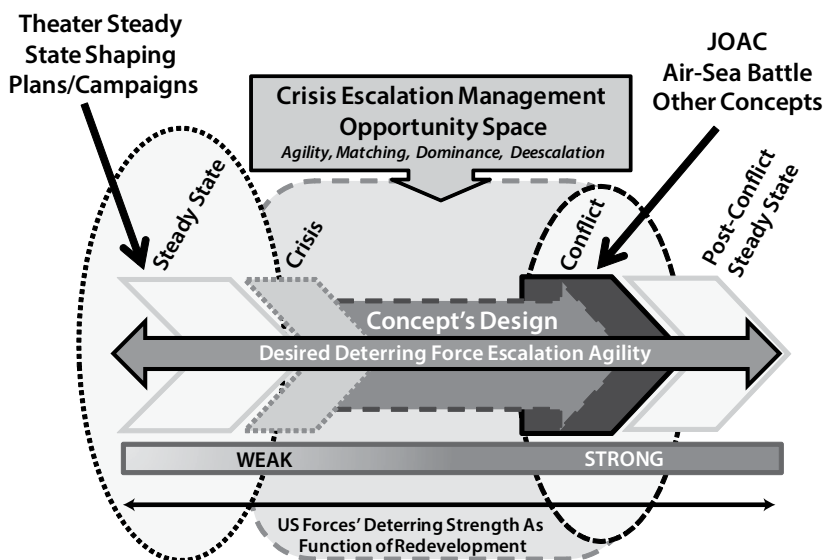 Theater Steady
State Shaping
Plans/Campaigns
JOAC
Air-Sea Battle
Other Concepts
Crisis Escalation Management
Opportunity Space
Agility, Matching, Dominance, Deescalation
Steady State
Crisis
Conflict
Post-Conflict
Steady State
Concept's Design
Desired Deterring Force Escalation Agility
WEAK
STRONG
US Forces' Deterring Strength As
Function of Redevelopment